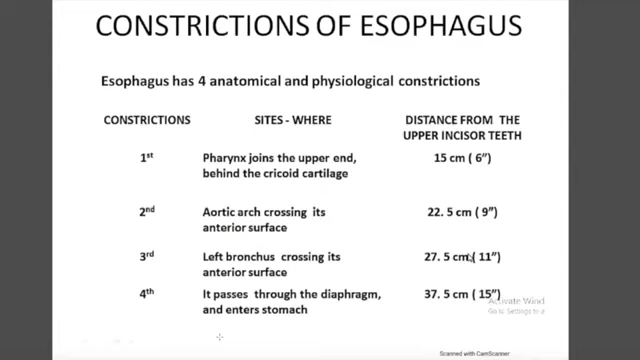 CONSTRICTIONS OF ESOPHAGUS
Esophagus has 4 anatomical and physiological constrictions
CONSTRICTIONS SITES - WHERE DISTANCE FROM THE
UPPER INCISOR TEETH
1st Pharynx joins the upper end, 15 cm ( 6”)
behind the cricoid cartilage
2nd Aortic arch crossing its 22. 5 cm ( 9”)
anterior surface
3rd Left bronchus crossing its 27. 5 cm ( 11”)
anterior surface
4th It passes through the diaphragm, 37. 5 cm ( 15”)
and enters stomach
Activate Wind
Go to Settings to a
Scanned with CamScanner